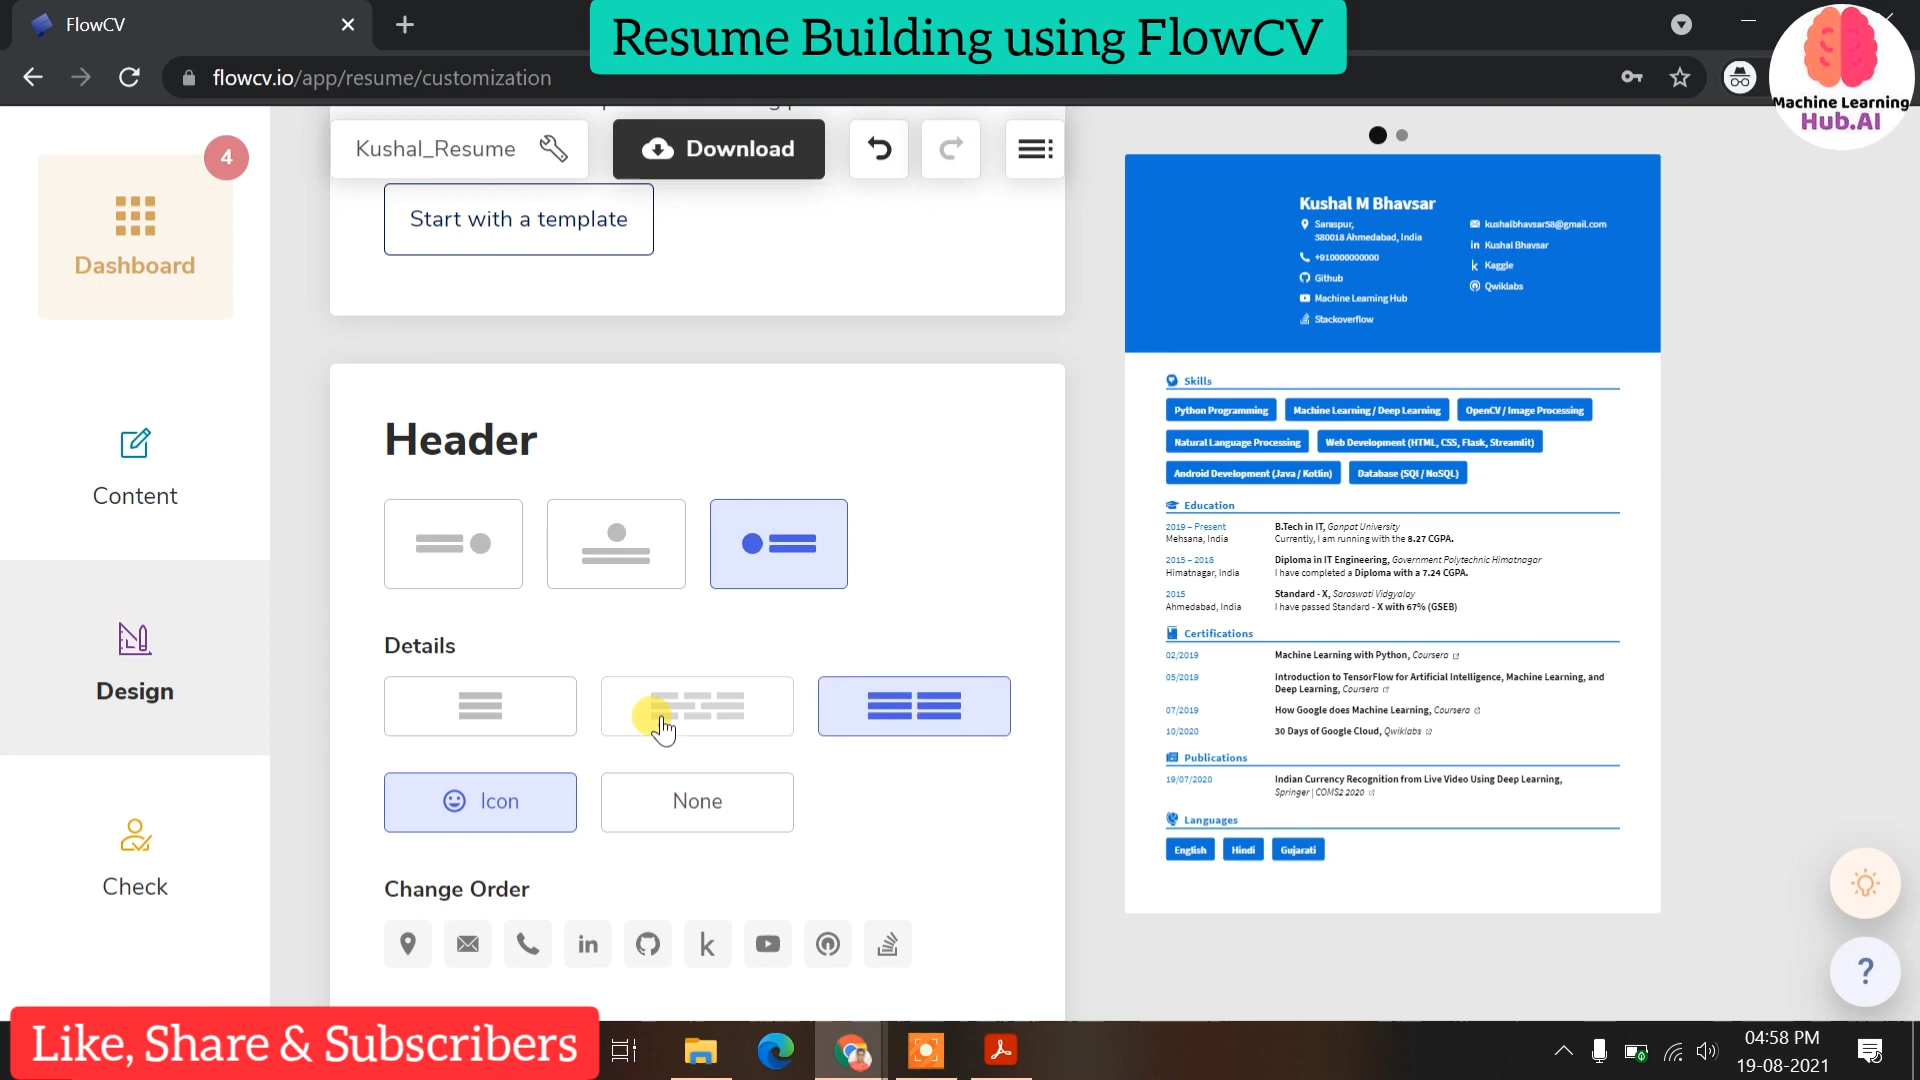 FlowCV
flowcv.io/app/resume/customization
Resume Building using FlowCV
Machine Learning
Hub.AI
4
Dashboard
Content
Design
Check
Kushal_Resume
Download
Start with a template
Header
Details
Icon
None
Change Order
Kushal M Bhavsar
Saraspur,
380018 Ahmedabad, India
+910000000000
Github
Machine Learning Hub
Stackoverflow
kushalbhavsar58@gmail.com
Kushal Bhavsar
Kaggle
Qwiklabs
Skills
Python Programming
Machine Learning / Deep Learning
OpenCV / Image Processing
Natural Language Processing
Web Development (HTML, CSS, Flask, Streamlit)
Android Development (Java / Kotlin)
Database (SQl / NoSQL)
Education
2019 – Present
Mehsana, India
B.Tech in IT, Ganpat University
Currently, I am running with the 8.27 CGPA.
2015 – 2018
Himatnagar, India
Diploma in IT Engineering, Government Polytechnic Himatnagar
I have completed a Diploma with a 7.24 CGPA.
2015
Ahmedabad, India
Standard - X, Saraswati Vidgyalay
I have passed Standard - X with 67% (GSEB)
Certifications
02/2019
Machine Learning with Python, Coursera
05/2019
Introduction to TensorFlow for Artificial Intelligence, Machine Learning, and
Deep Learning, Coursera
07/2019
How Google does Machine Learning, Coursera
10/2020
30 Days of Google Cloud, Qwiklabs
Publications
19/07/2020
Indian Currency Recognition from Live Video Using Deep Learning,
Springer | COMS2 2020
Languages
English
Hindi
Gujarati
?
Like, Share & Subscribers
04:58 PM
19-08-2021